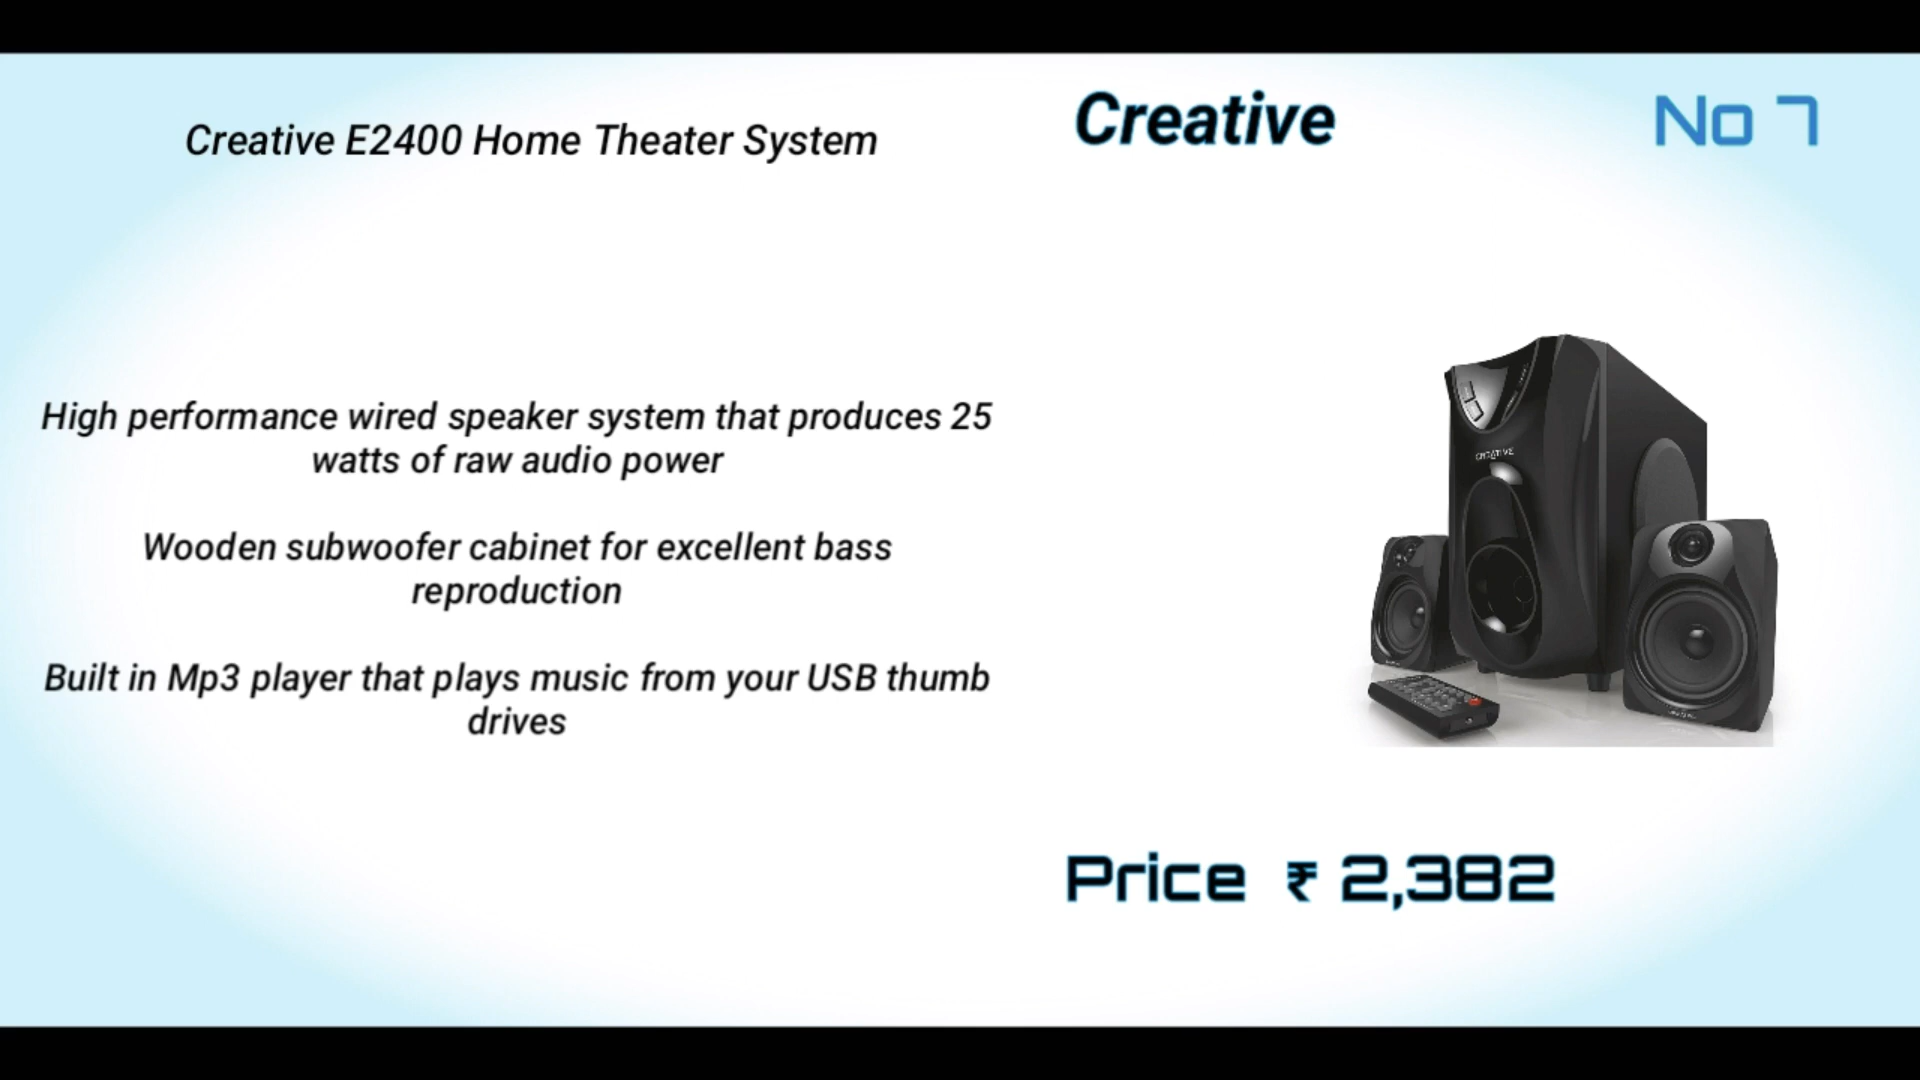 Creative E2400 Home Theater System
Creative
No 7
High performance wired speaker system that produces 25
watts of raw audio power
Wooden subwoofer cabinet for excellent bass
reproduction
Built in Mp3 player that plays music from your USB thumb
drives
CREATIVE
Price ₹ 2,382